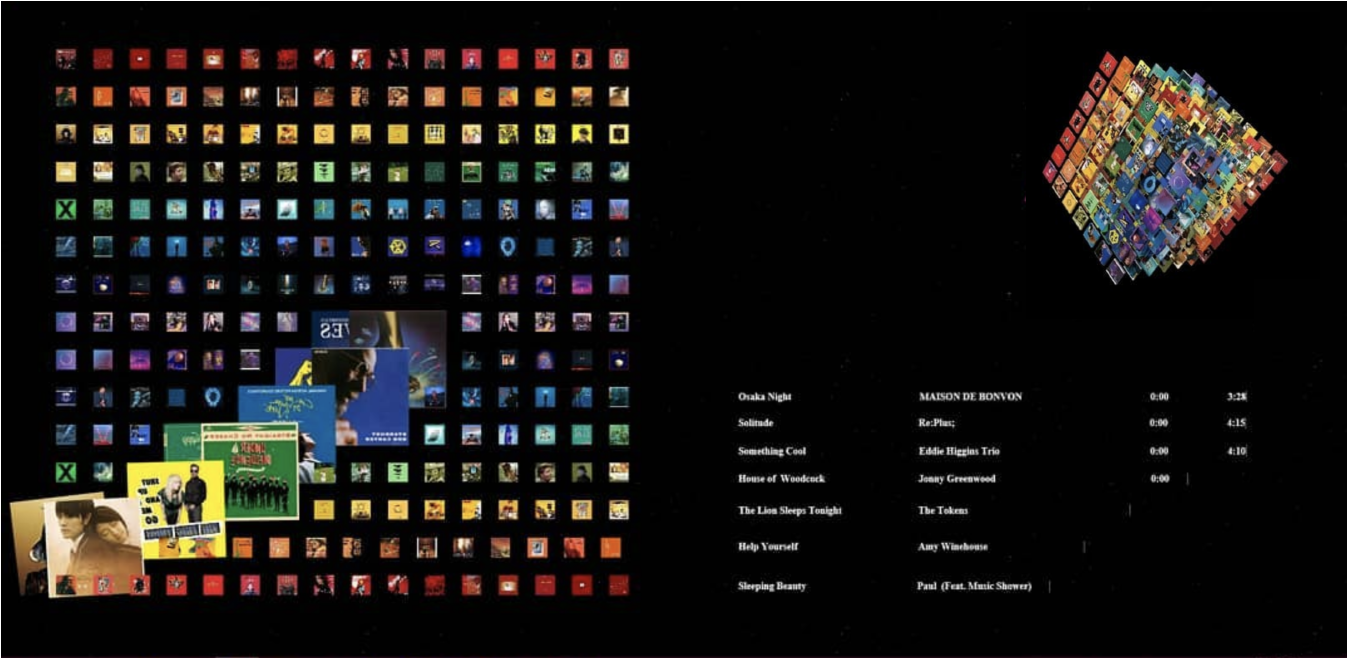 X
X
Osaka Night MAISON DE BONVON 0:00 3:28
Solitude Re:Plus; 0:00 4:15
Something Cool Eddie Higgins Trio 0:00 4:10
House of Woodcuck Jonny Greenwood 0:00
The Lion Sleeps Tonight The Tokens
Help Yourself Amy Winehouse
Sleeping Beauty Paul (Feat. Music Shower)